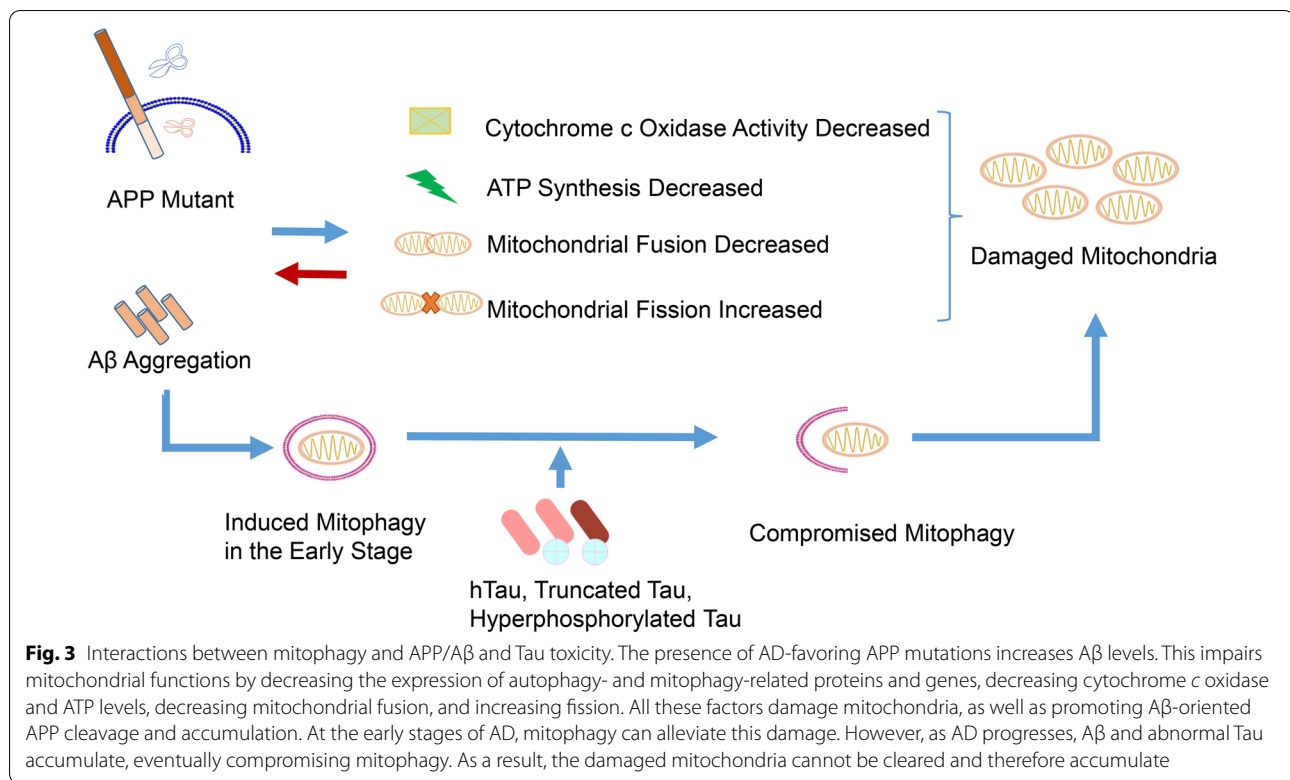 APP Mutant
Aβ Aggregation
Cytochrome c Oxidase Activity Decreased
ATP Synthesis Decreased
Mitochondrial Fusion Decreased
Mitochondrial Fission Increased
Damaged Mitochondria
Induced Mitophagy
in the Early Stage
hTau, Truncated Tau,
Hyperphosphorylated Tau
Compromised Mitophagy
Fig. 3 Interactions between mitophagy and APP/Aβ and Tau toxicity. The presence of AD-favoring APP mutations increases Aβ levels. This impairs
mitochondrial functions by decreasing the expression of autophagy- and mitophagy-related proteins and genes, decreasing cytochrome c oxidase
and ATP levels, decreasing mitochondrial fusion, and increasing fission. All these factors damage mitochondria, as well as promoting Aβ-oriented
APP cleavage and accumulation. At the early stages of AD, mitophagy can alleviate this damage. However, as AD progresses, Aβ and abnormal Tau
accumulate, eventually compromising mitophagy. As a result, the damaged mitochondria cannot be cleared and therefore accumulate